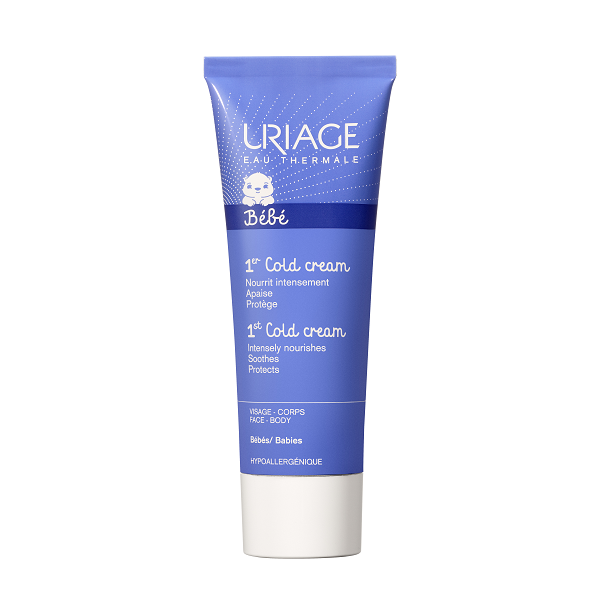 URIAGE
EAU THERMALE
Bébé
1er Cold cream
Nourrit intensement
Apaise
Protège
1st Cold cream
Intensely nourishes
Soothes
Protects
VISAGE - CORPS
FACE - BODY
Bébés/ Babies
HYPOALLERGÉNIQUE